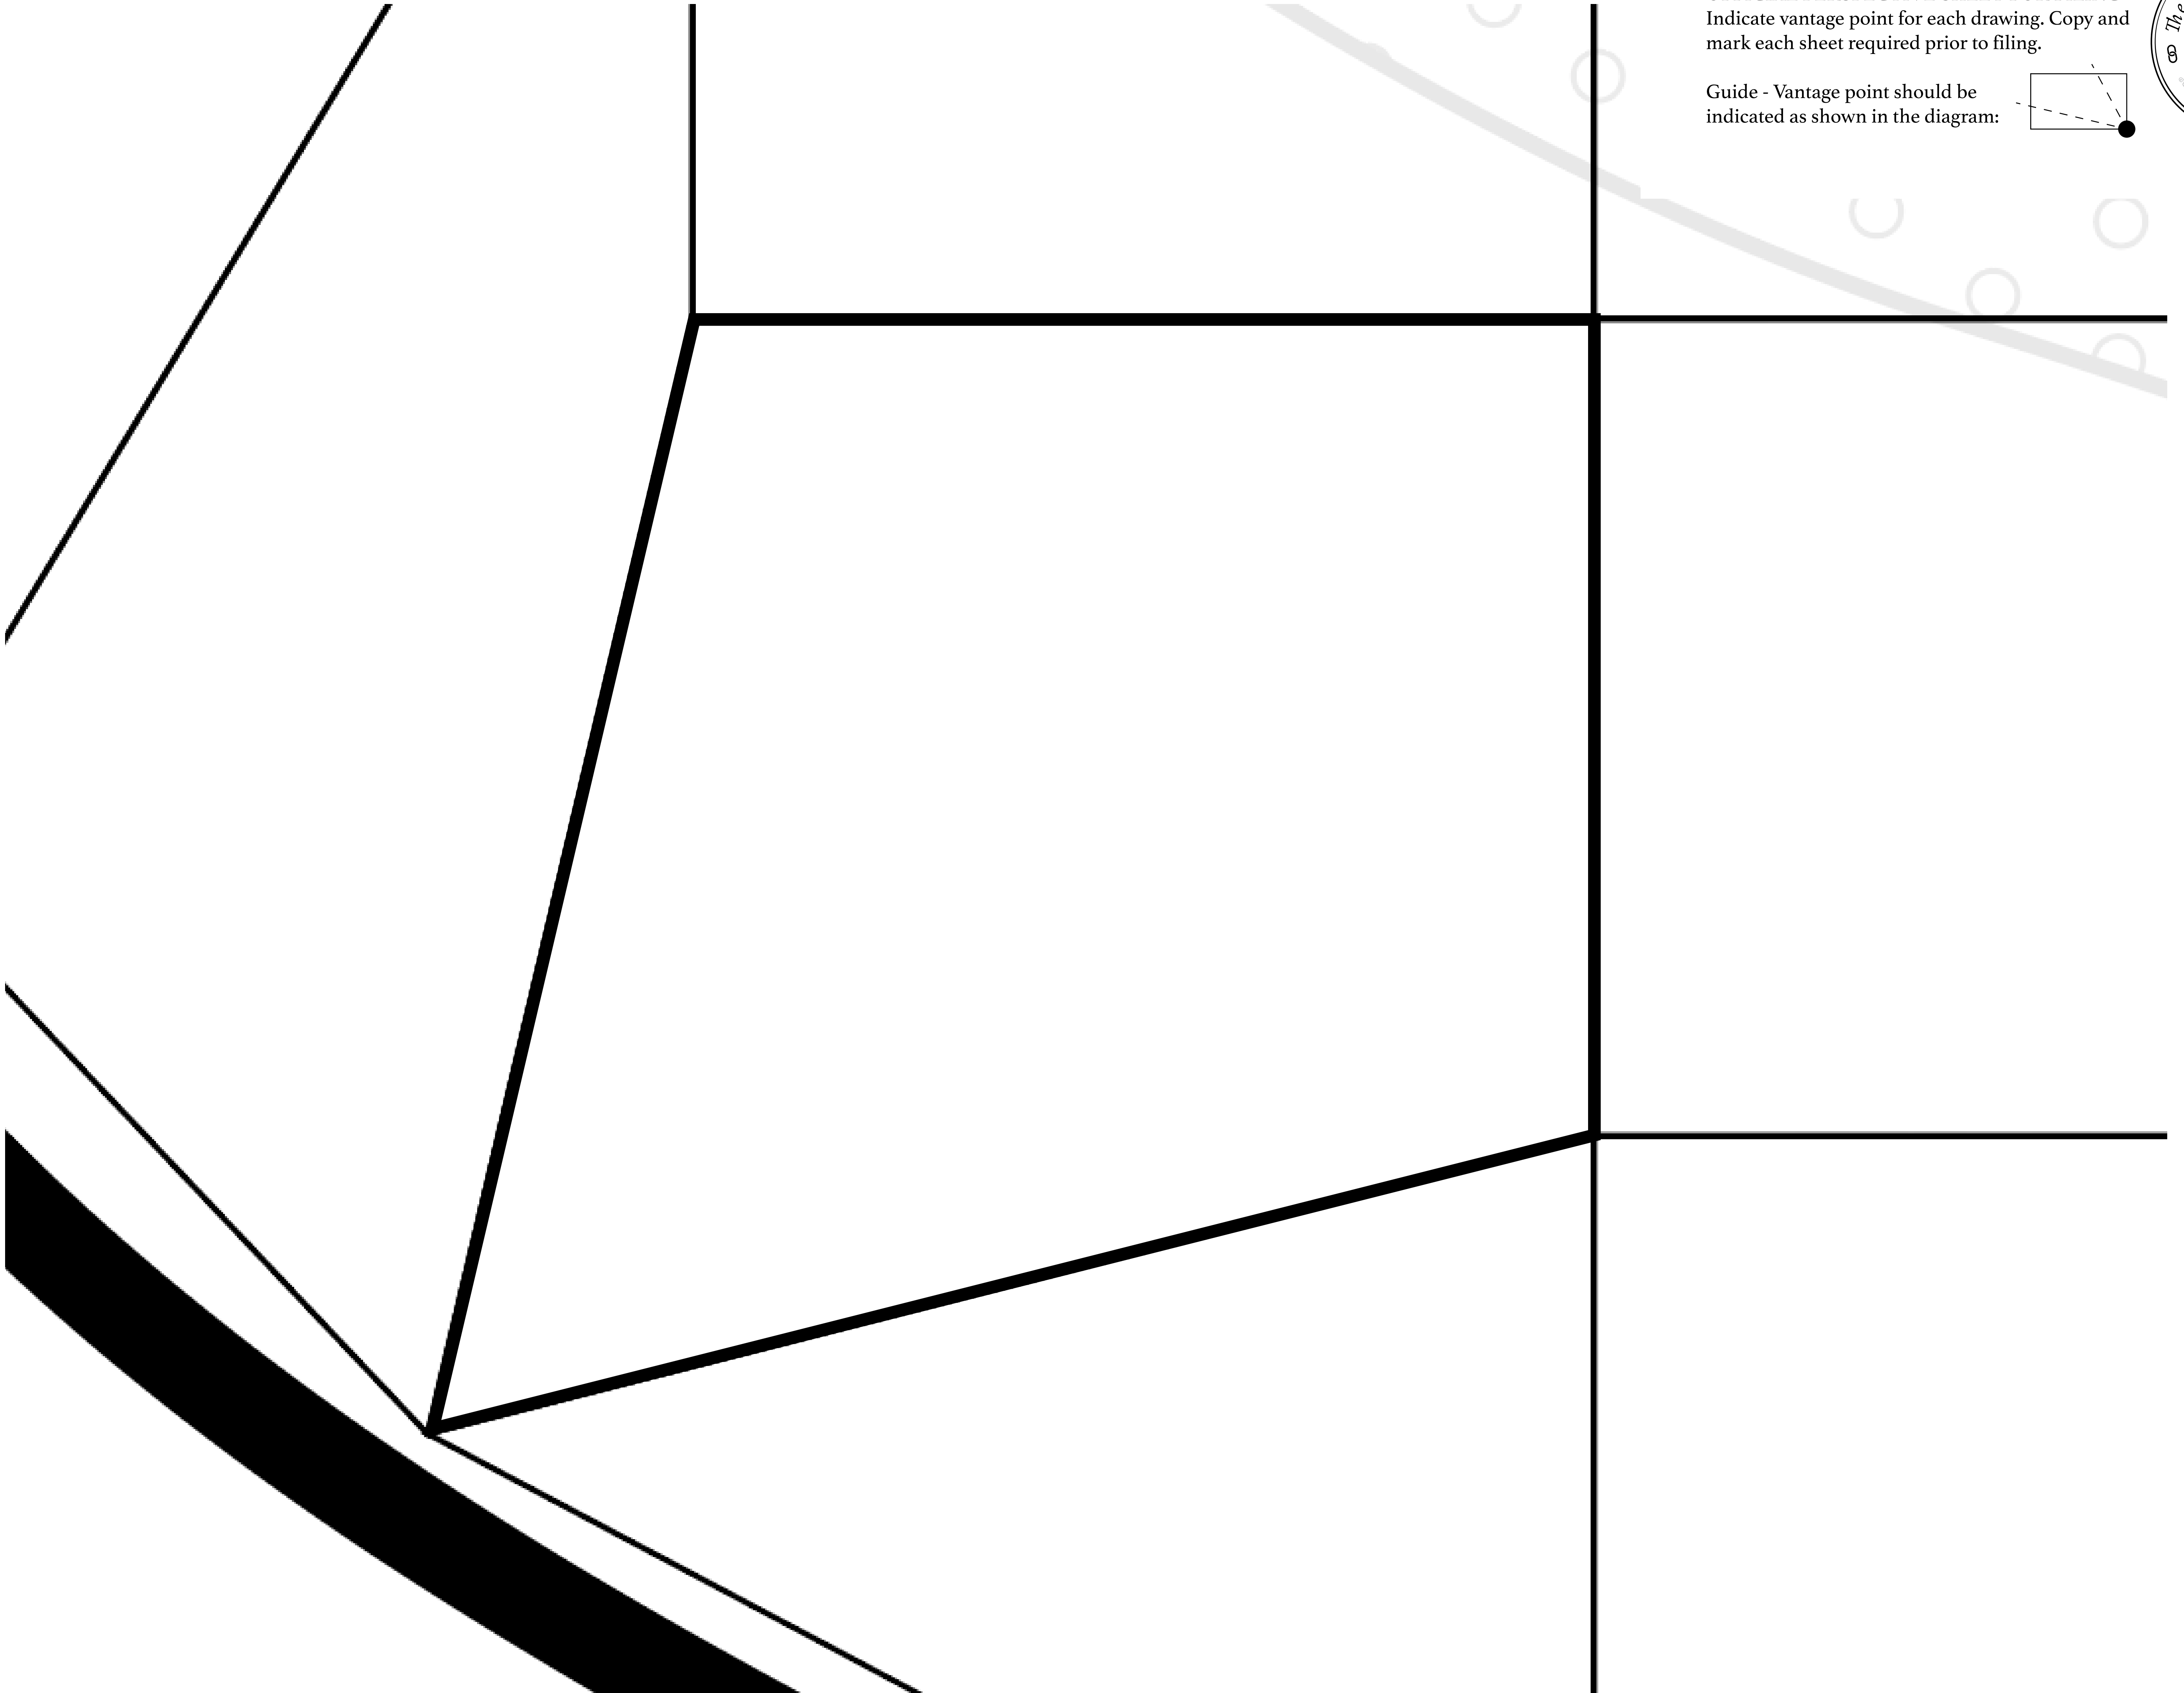 Indicate vantage point for each drawing. Copy and
mark each sheet required prior to filing.
Guide - Vantage point should be
indicated as shown in the diagram:
The